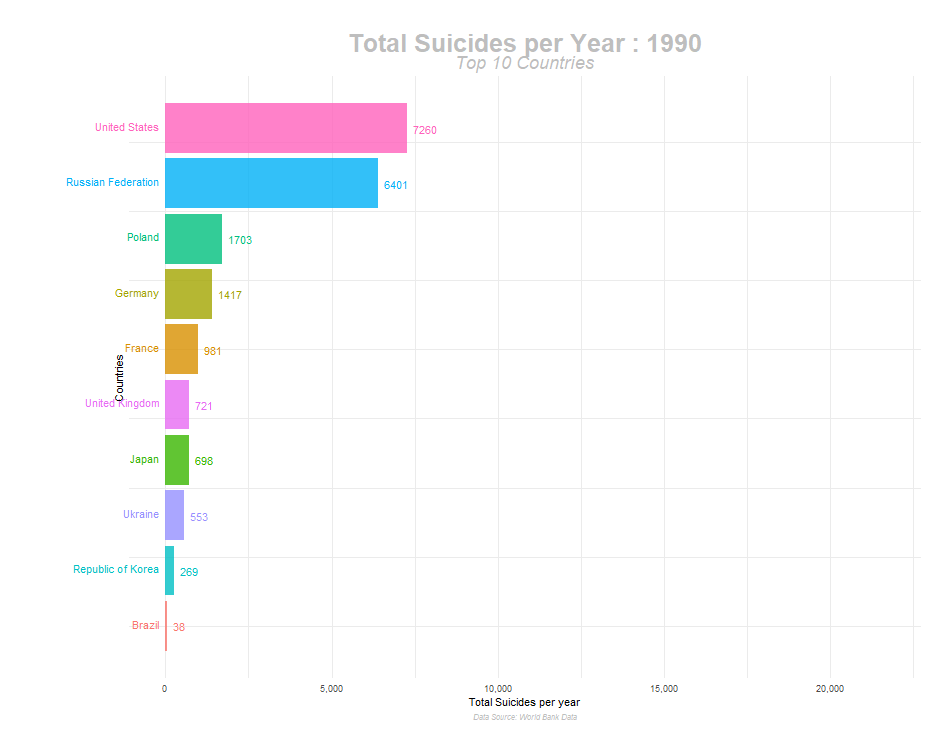 Total Suicides per Year : 1990
Top 10 Countries
United States 7260
Russian Federation 6401
Poland 1703
Germany 1417
France 981
Countries
United Kingdom 721
Japan 698
Ukraine 553
Republic of Korea 269
Brazil 38
0 5,000 10,000 15,000 20,000
Total Suicides per year
Data Source: World Bank Data